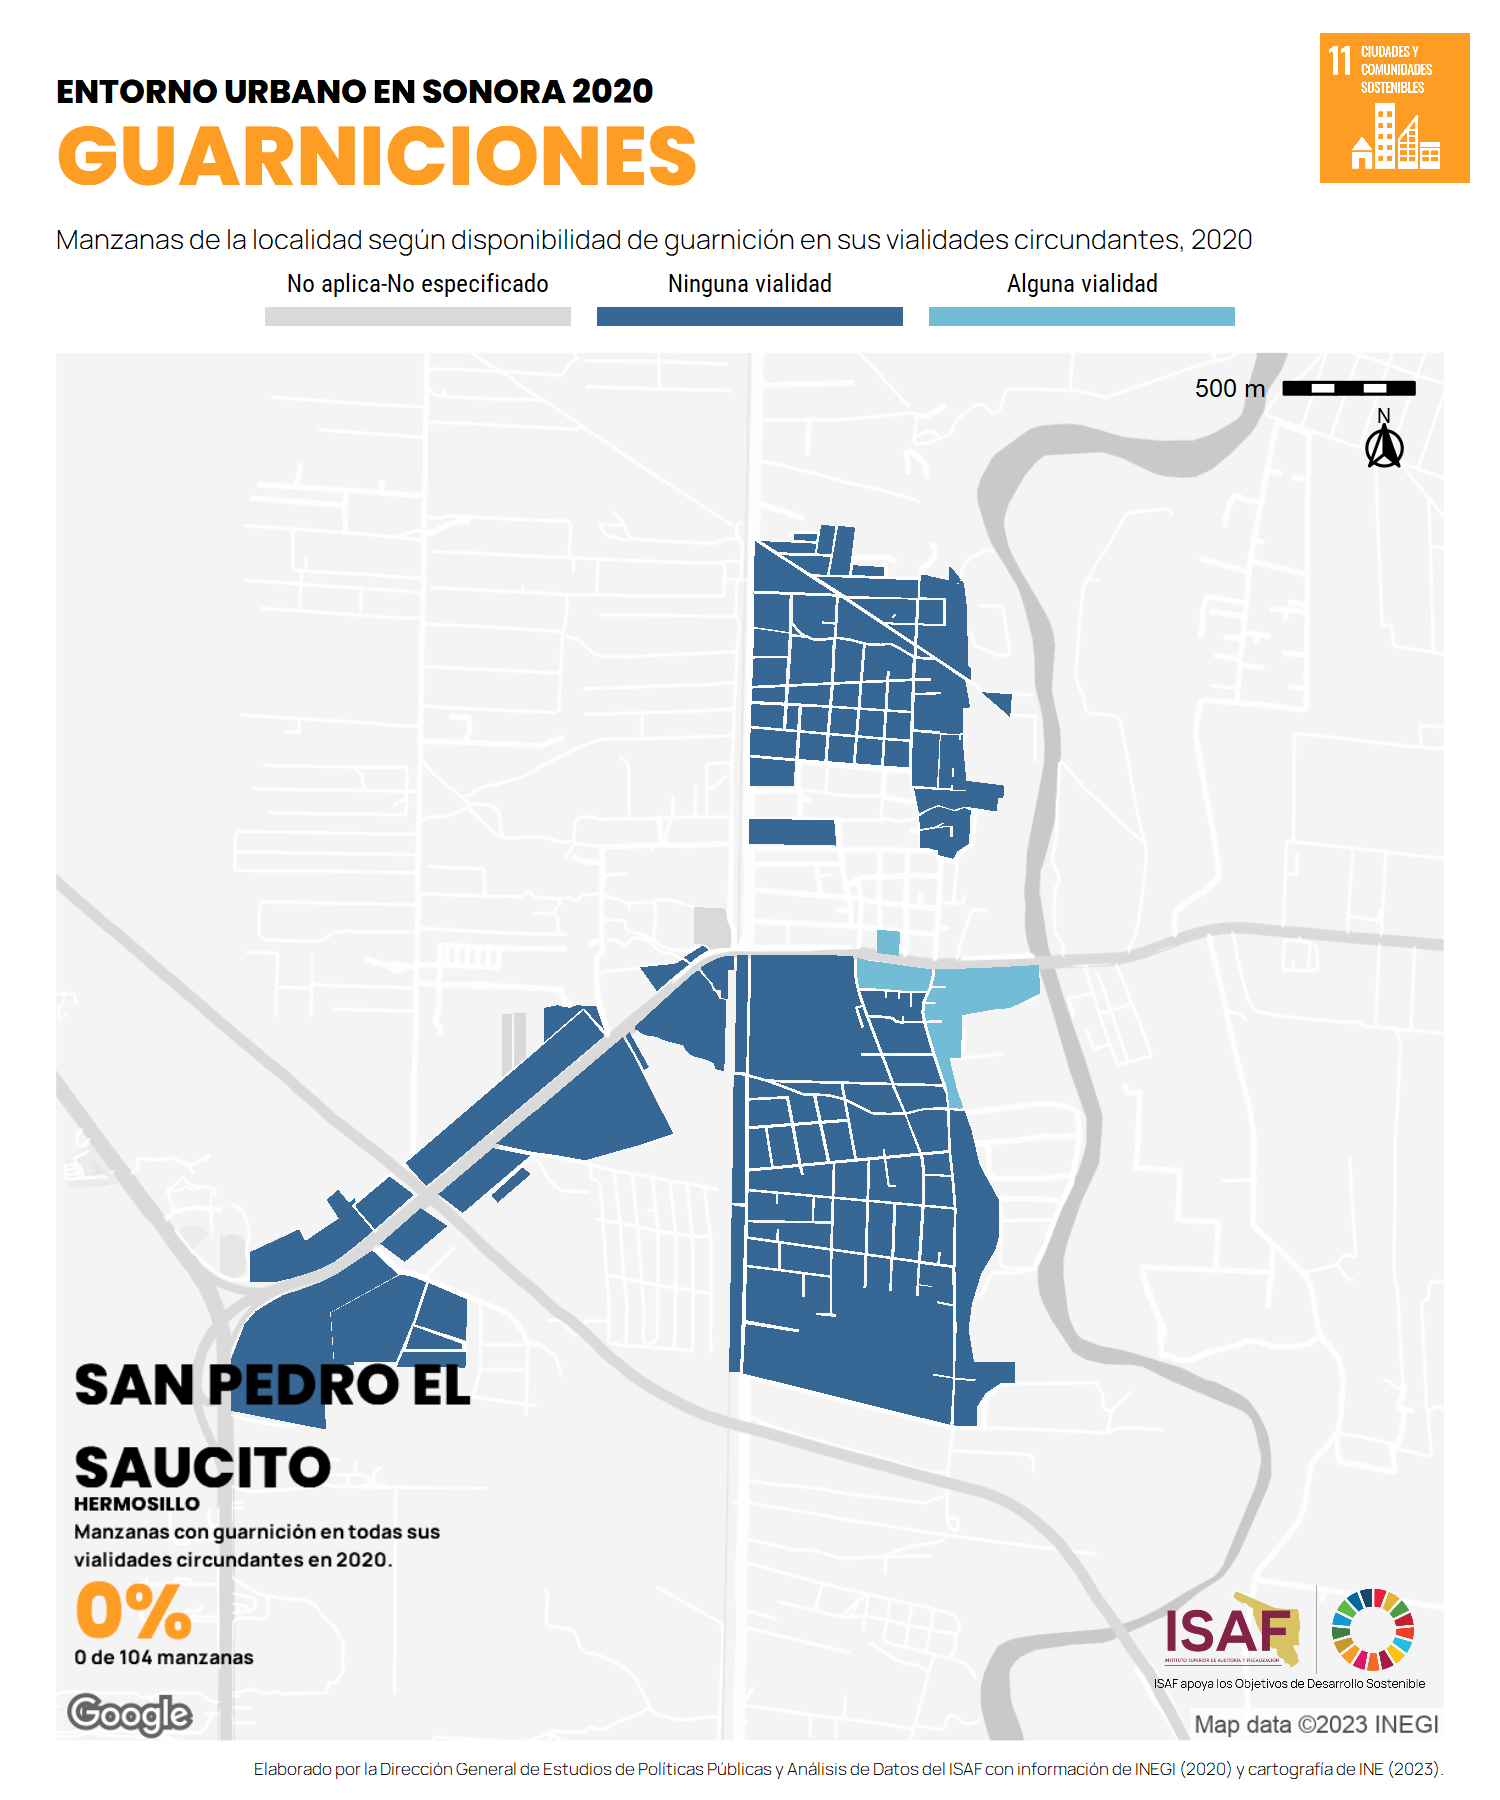 11 CIUDADES Y
COMUNIDADES
SOSTENIBLES
ENTORNO URBANO EN SONORA 2020
GUARNICIONES
Manzanas de la localidad según disponibilidad de guarnición en sus vialidades circundantes, 2020
No aplica-No especificado
Ninguna vialidad
Alguna vialidad
500 m
N
SAN PEDRO EL
SAUCITO
HERMOSILLO
Manzanas con guarnición en todas sus
vialidades circundantes en 2020.
0%
0 de 104 manzanas
ISAF
INSTITUTO SUPERIOR DE AUDITORÍA Y FISCALIZACIÓN
ISAF apoya los Objetivos de Desarrollo Sostenible
Google
Map data ©2023 INEGI
Elaborado por la Dirección General de Estudios de Políticas Públicas y Análisis de Datos del ISAF con información de INEGI (2020) y cartografía de INE (2023).